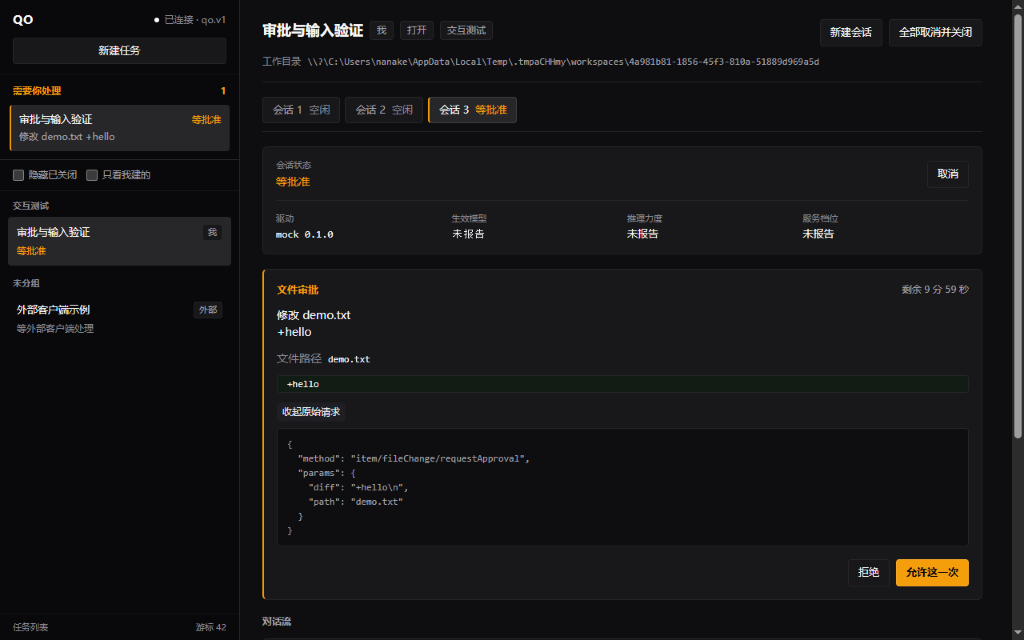 QO
已连接 · qo.v1
新建任务
需要你处理 1
审批与输入验证 等批准
修改 demo.txt +hello
隐藏已关闭 只看我建的
交互测试
审批与输入验证 我
等批准
未分组
外部客户端示例 外部
等外部客户端处理
任务列表 游标 42
审批与输入验证 我 打开 交互测试
新建会话 全部取消并关闭
工作目录 \\?\C:\Users\nanake\AppData\Local\Temp\.tmpaCHHmy\workspaces\4a981b81-1856-45f3-810a-51889d969a5d
会话 1 空闲 会话 2 空闲 会话 3 等批准
会话状态
等批准
取消
驱动 生效模型 推理力度 服务档位
mock 0.1.0 未报告 未报告 未报告
文件审批 剩余 9 分 59 秒
修改 demo.txt
+hello
文件路径 demo.txt
+hello
收起原始请求
{
"method": "item/fileChange/requestApproval",
"params": {
"diff": "+hello\n",
"path": "demo.txt"
}
}
拒绝 允许这一次
对话流